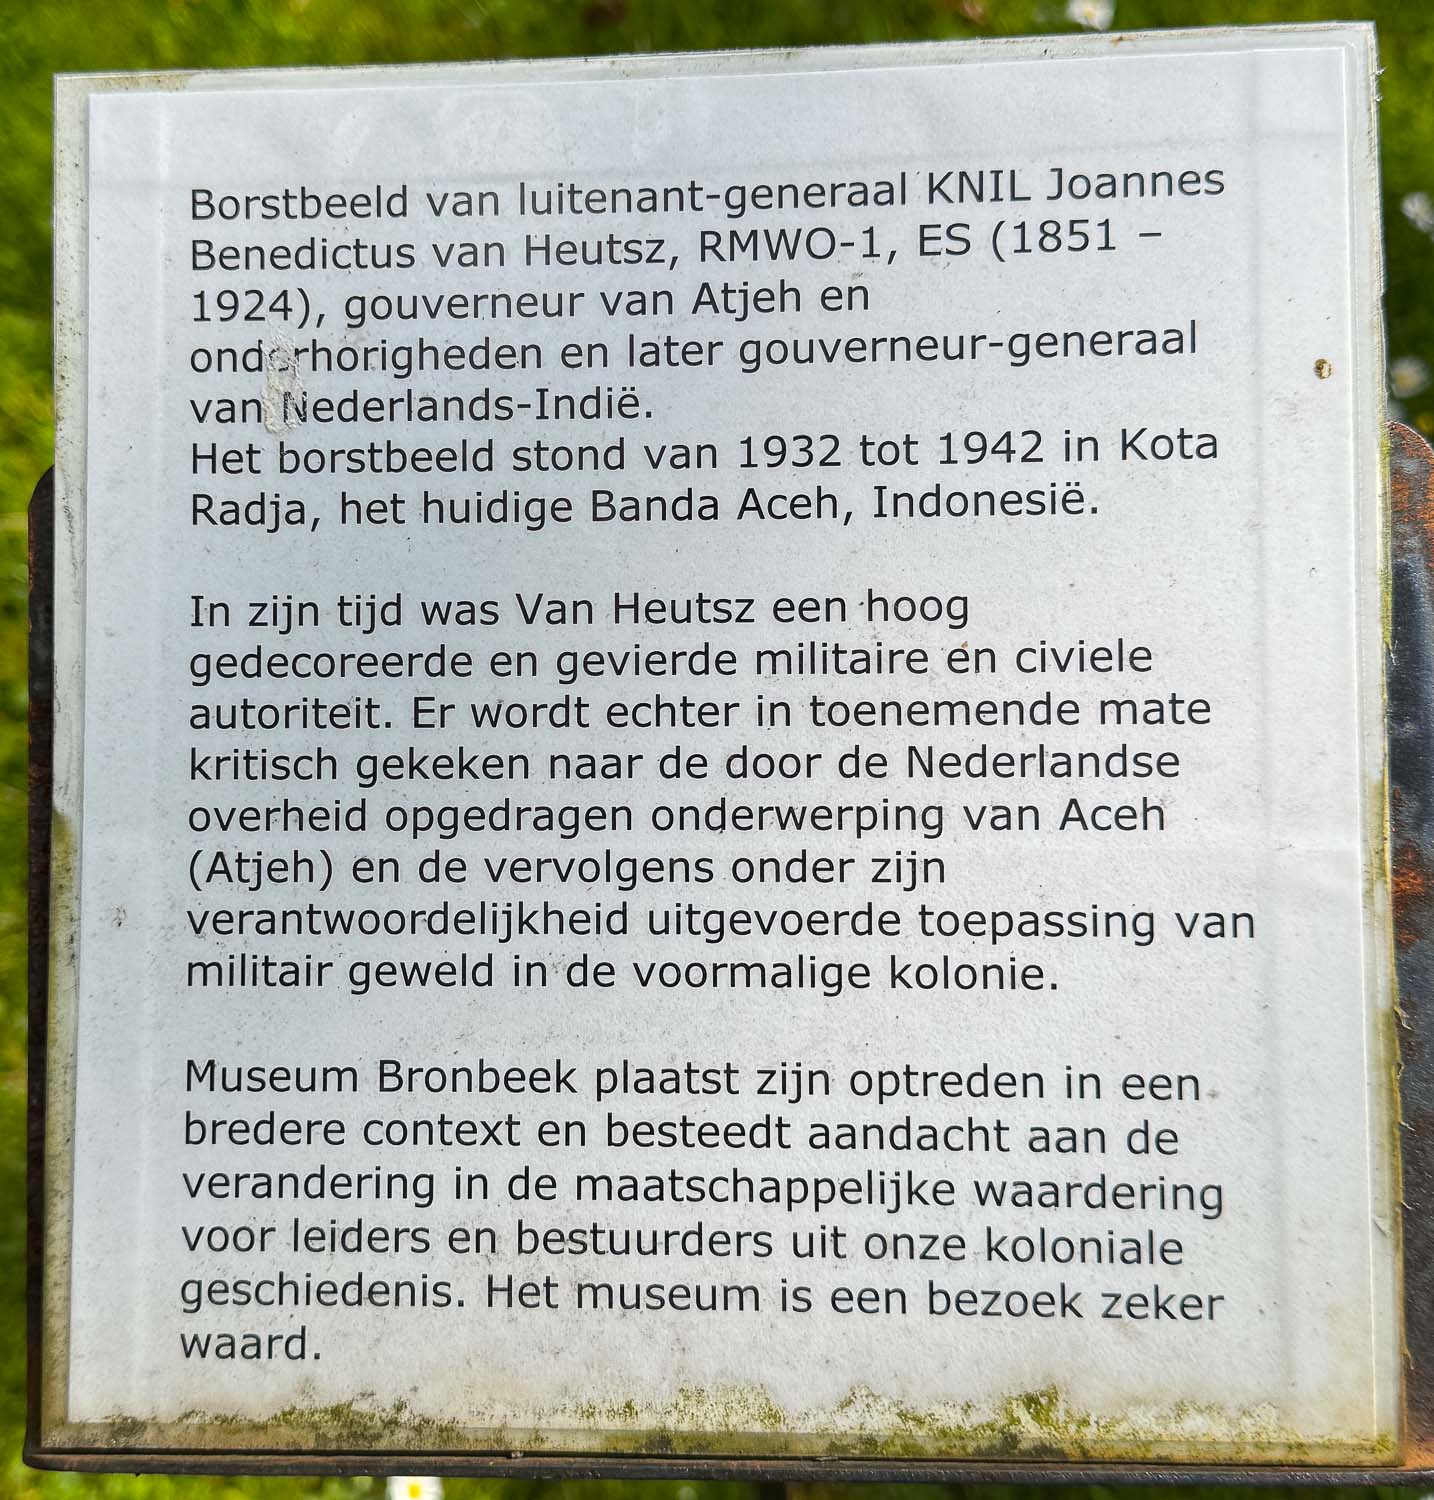 Borstbeeld van luitenant-generaal KNIL Joannes
Benedictus van Heutsz, RMWO-1, ES (1851 –
1924), gouverneur van Atjeh en
onderhorigheden en later gouverneur-generaal
van Nederlands-Indië.
Het borstbeeld stond van 1932 tot 1942 in Kota
Radja, het huidige Banda Aceh, Indonesië.
In zijn tijd was Van Heutsz een hoog
gedecoreerde en gevierde militaire en civiele
autoriteit. Er wordt echter in toenemende mate
kritisch gekeken naar de door de Nederlandse
overheid opgedragen onderwerping van Aceh
(Atjeh) en de vervolgens onder zijn
verantwoordelijkheid uitgevoerde toepassing van
militair geweld in de voormalige kolonie.
Museum Bronbeek plaatst zijn optreden in een
bredere context en besteedt aandacht aan de
verandering in de maatschappelijke waardering
voor leiders en bestuurders uit onze koloniale
geschiedenis. Het museum is een bezoek zeker
waard.